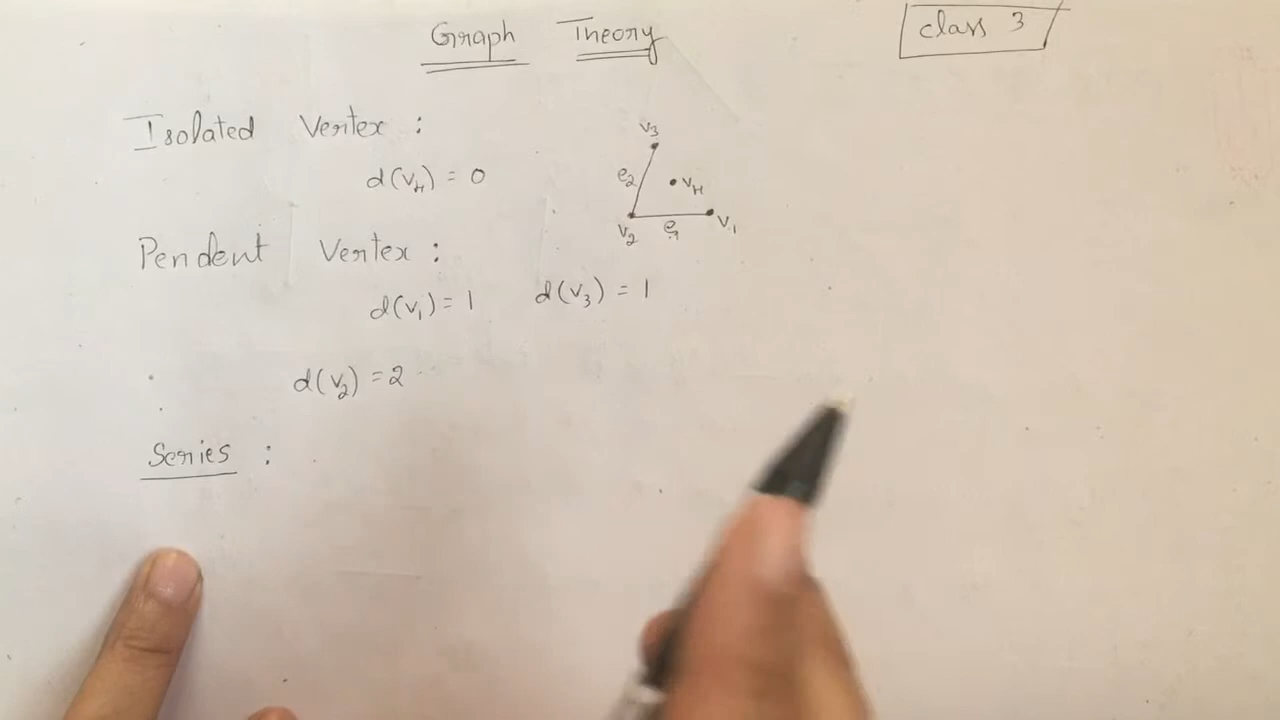 Graph Theory
class 3
Isolated Vertex :
d(v4) = 0
v3
e2
v4
v2
e1
v1
Pendent Vertex :
d(v1) = 1 d(v3) = 1
d(v2) = 2
Series :